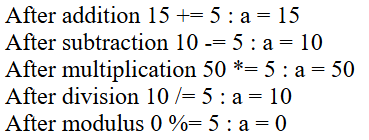 After addition 15 += 5 : a = 15
After subtraction 10 -= 5 : a = 10
After multiplication 50 *= 5 : a = 50
After division 10 /= 5 : a = 10
After modulus 0 %= 5 : a = 0